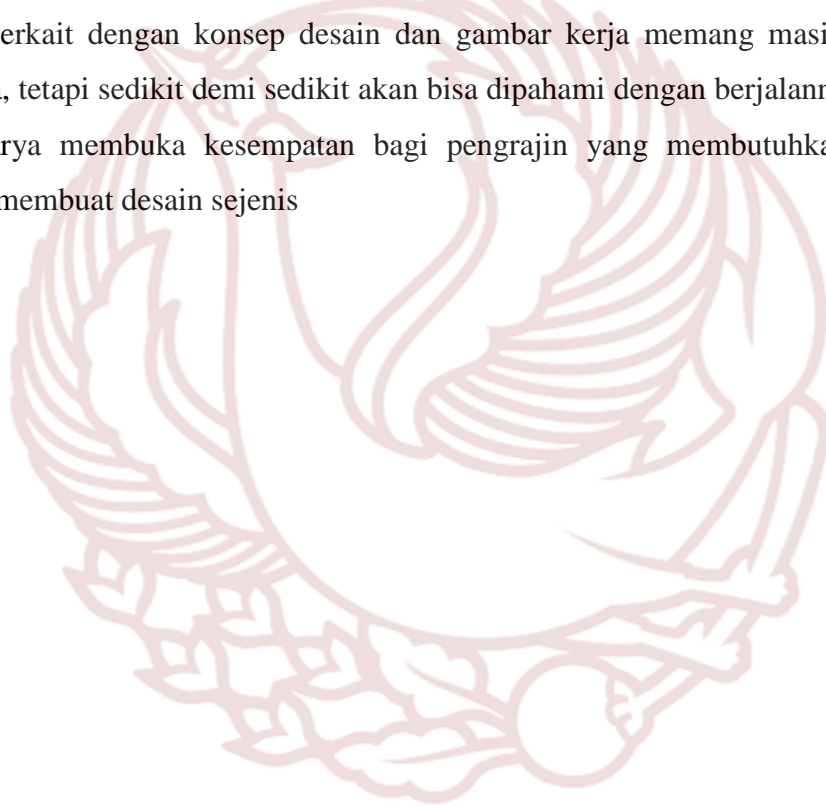 erkait dengan konsep desain dan gambar kerja memang masi
, tetapi sedikit demi sedikit akan bisa dipahami dengan berjalann
rya membuka kesempatan bagi pengrajin yang membutuhka
membuat desain sejenis